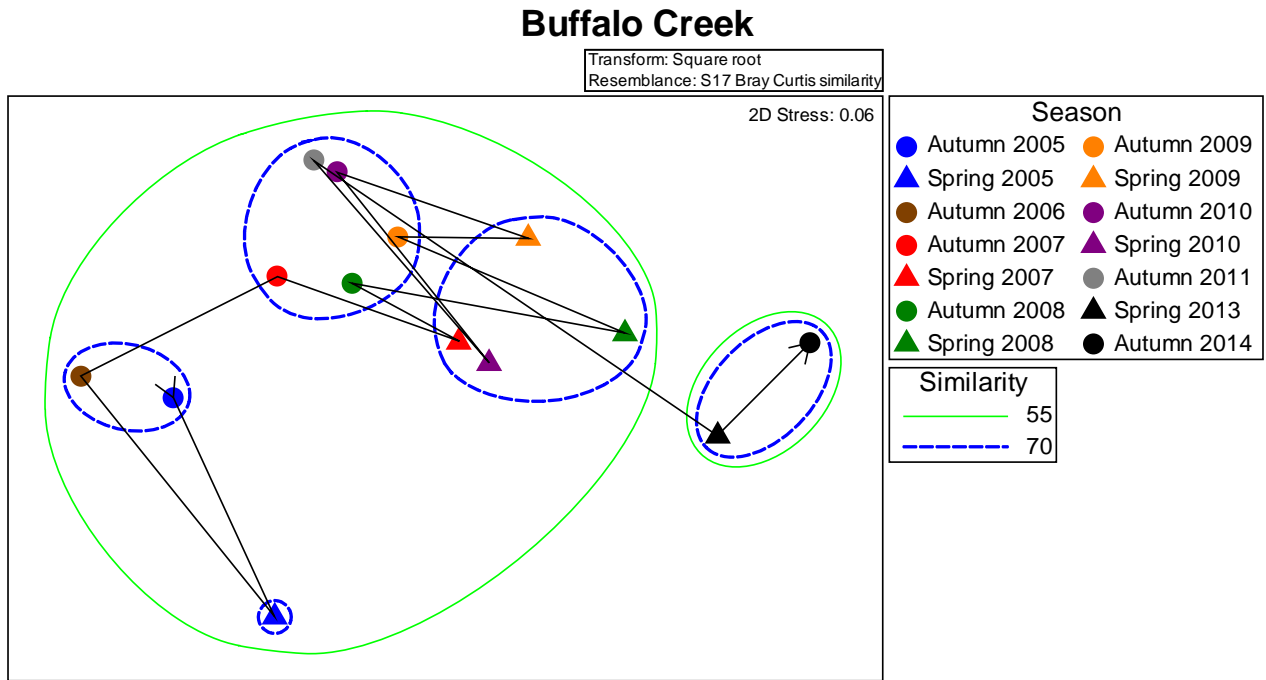 Buffalo Creek
Transform: Square root
Resemblance: S17 Bray Curtis similarity
2D Stress: 0.06
Season
Autumn 2005
Spring 2005
Autumn 2006
Autumn 2007
Spring 2007
Autumn 2008
Spring 2008
Autumn 2009
Spring 2009
Autumn 2010
Spring 2010
Autumn 2011
Spring 2013
Autumn 2014
Similarity
55
70